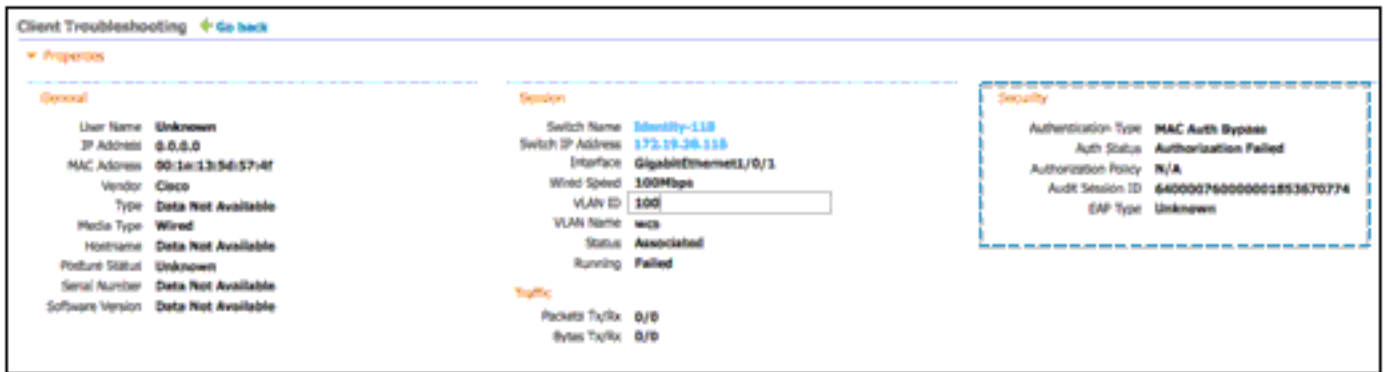 Client Troubleshooting Go back
Properties
General
User Name Unknown
IP Address 0.0.0.0
MAC Address 00:1e:13:5d:57:4f
Vendor Cisco
Type Data Not Available
Media Type Wired
Hostname Data Not Available
Posture Status Unknown
Serial Number Data Not Available
Software Version Data Not Available
Session
Switch Name Identity-118
Switch IP Address 172.19.28.118
Interface GigabitEthernet1/0/1
Wired Speed 100Mbps
VLAN ID 100
VLAN Name wcs
Status Associated
Running Failed
Traffic
Packets Tx/Rx 0/0
Bytes Tx/Rx 0/0
Security
Authentication Type MAC Auth Bypass
Auth Status Authorization Failed
Authorization Policy N/A
Audit Session ID 6400007600000001853670774
EAP Type Unknown